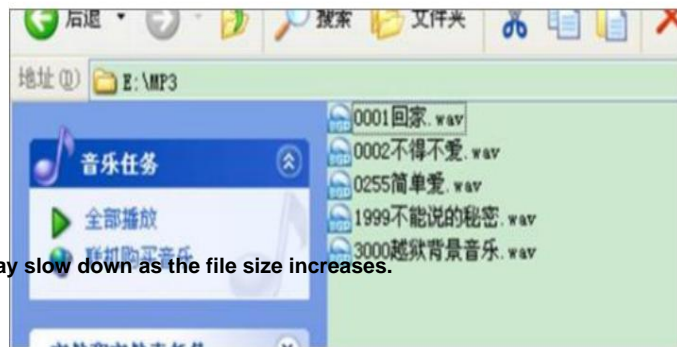 后退 搜索 文件夹
地址(D) E:\MP3
0001回家.wav
音乐任务
0002不得不爱.wav
0255简单爱.wav
全部播放
1999不能说的秘密.wav
联机购买音乐
3000越狱背景音乐.wav
ay slow down as the file size increases.